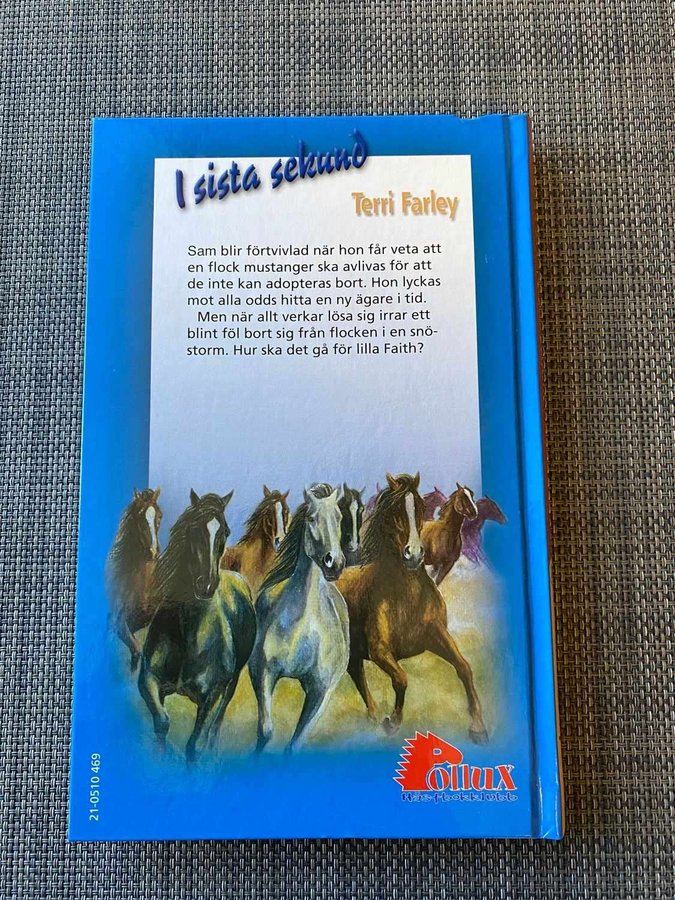 I sista sekund
Terri Farley
Sam blir förtvivlad när hon får veta att
en flock mustanger ska avlivas för att
de inte kan adopteras bort. Hon lyckas
mot alla odds hitta en ny ägare i tid.
Men när allt verkar lösa sig irrar ett
blint föl bort sig från flocken i en snö-
storm. Hur ska det gå för lilla Faith?
Pollux
Hästbokklubb
21-0510 469